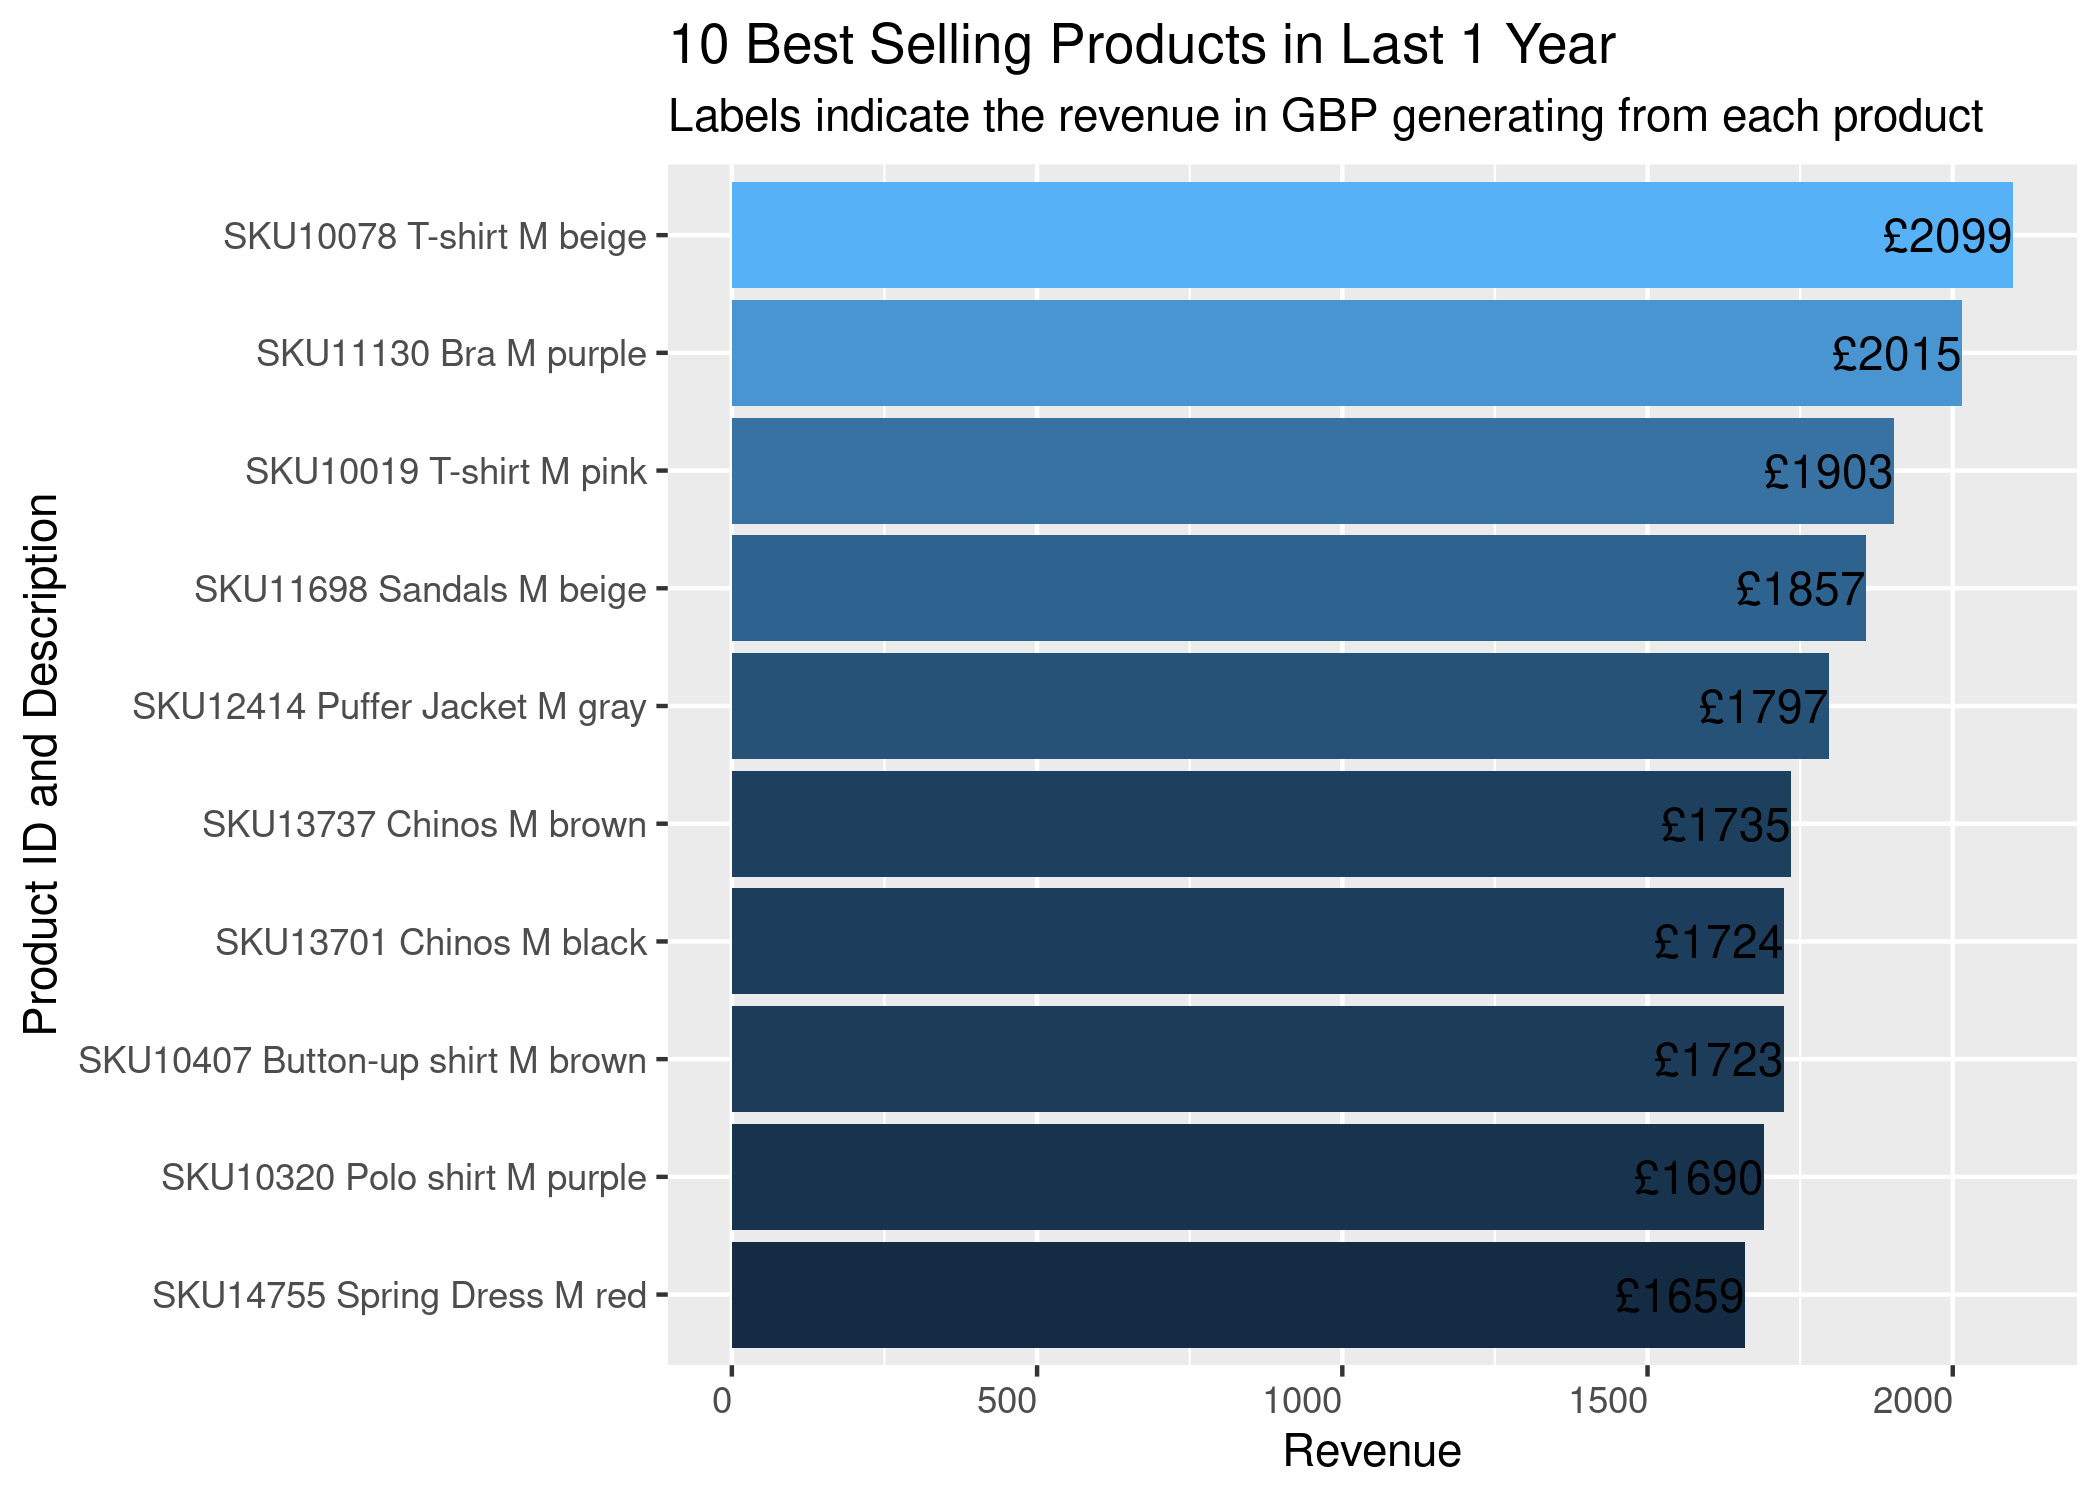 10 Best Selling Products in Last 1 Year
Labels indicate the revenue in GBP generating from each product
Product ID and Description
SKU10078 T-shirt M beige £2099
SKU11130 Bra M purple £2015
SKU10019 T-shirt M pink £1903
SKU11698 Sandals M beige £1857
SKU12414 Puffer Jacket M gray £1797
SKU13737 Chinos M brown £1735
SKU13701 Chinos M black £1724
SKU10407 Button-up shirt M brown £1723
SKU10320 Polo shirt M purple £1690
SKU14755 Spring Dress M red £1659
0 500 1000 1500 2000
Revenue